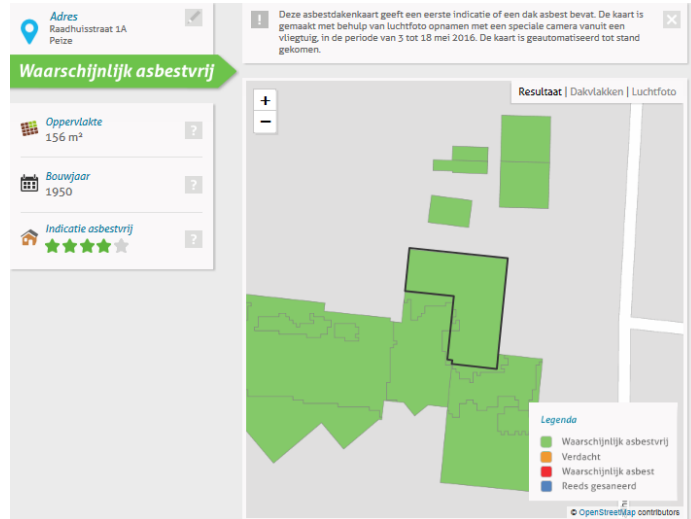 Adres
Raadhuisstraat 1A
Peize
Waarschijnlijk asbestvrij
Oppervlakte
156 m²
?
Bouwjaar
1950
?
Indicatie asbestvrij
?
!
Deze asbestdakenkaart geeft een eerste indicatie of een dak asbest bevat. De kaart is
gemaakt met behulp van luchtfoto opnamen met een speciale camera vanuit een
vliegtuig, in de periode van 3 tot 18 mei 2016. De kaart is geautomatiseerd tot stand
gekomen.
+
−
Resultaat | Dakvlakken | Luchtfoto
Legenda
Waarschijnlijk asbestvrij
Verdacht
Waarschijnlijk asbest
Reeds gesaneerd
© OpenStreetMap contributors